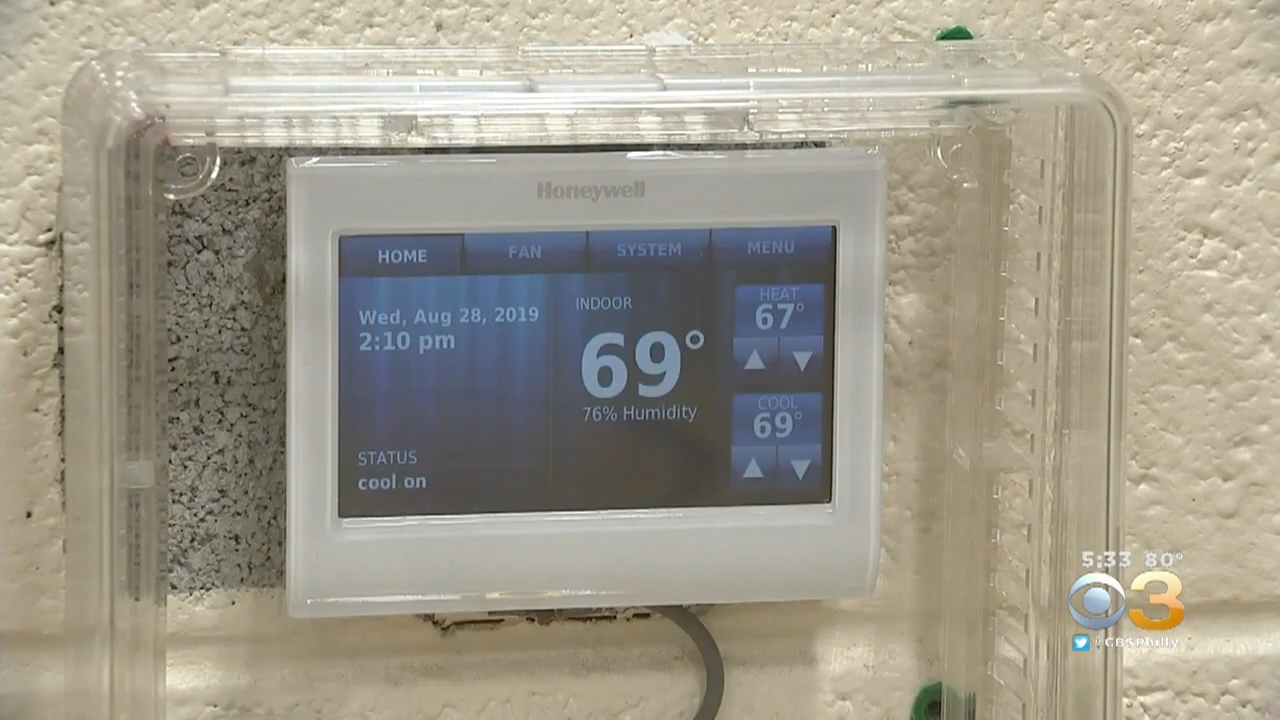 Honeywell
HOME FAN SYSTEM MENU
Wed, Aug 28, 2019
2:10 pm
INDOOR
69°
76% Humidity
HEAT
67°
COOL
69°
STATUS
cool on
5:33 80°
3
@CBSPhilly